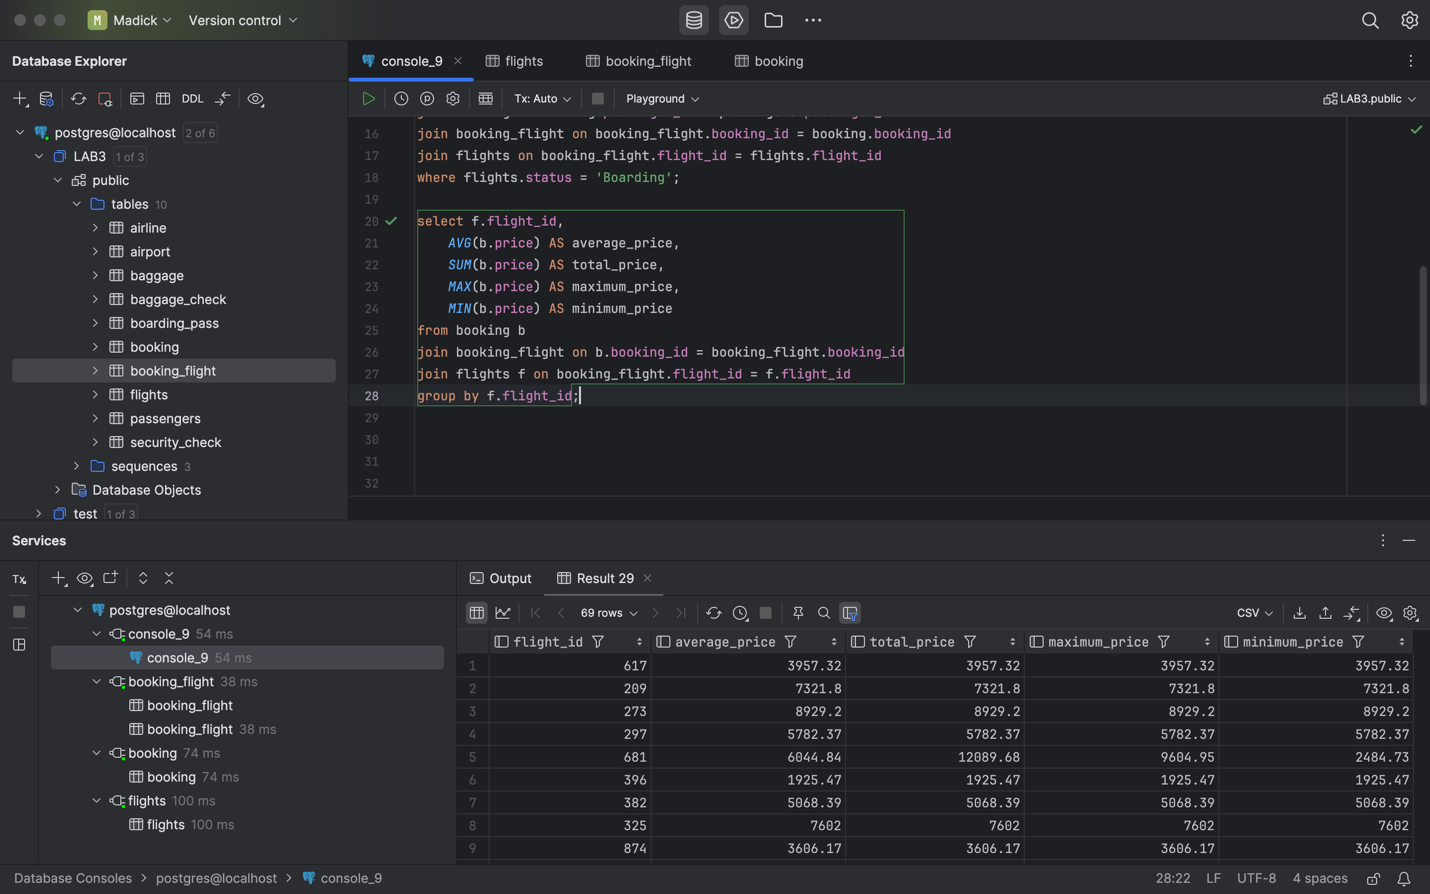 M Madick Version control
Database Explorer
console_9 flights booking_flight booking
DDL
Tx: Auto Playground LAB3.public
postgres@localhost 2 of 6
LAB3 1 of 3
public
tables 10
airline
airport
baggage
baggage_check
boarding_pass
booking
booking_flight
flights
passengers
security_check
sequences 3
Database Objects
test 1 of 3
16 join booking_flight on booking_flight.booking_id = booking.booking_id
17 join flights on booking_flight.flight_id = flights.flight_id
18 where flights.status = 'Boarding';
19
20 select f.flight_id,
21 AVG(b.price) AS average_price,
22 SUM(b.price) AS total_price,
23 MAX(b.price) AS maximum_price,
24 MIN(b.price) AS minimum_price
25 from booking b
26 join booking_flight on b.booking_id = booking_flight.booking_id
27 join flights f on booking_flight.flight_id = f.flight_id
28 group by f.flight_id;
29
30
31
32
Services
Tx
postgres@localhost
console_9 54 ms
console_9 54 ms
booking_flight 38 ms
booking_flight
booking_flight 38 ms
booking 74 ms
booking 74 ms
flights 100 ms
flights 100 ms
Output Result 29
69 rows CSV
flight_id average_price total_price maximum_price minimum_price
1 617 3957.32 3957.32 3957.32 3957.32
2 209 7321.8 7321.8 7321.8 7321.8
3 273 8929.2 8929.2 8929.2 8929.2
4 297 5782.37 5782.37 5782.37 5782.37
5 681 6044.84 12089.68 9604.95 2484.73
6 396 1925.47 1925.47 1925.47 1925.47
7 382 5068.39 5068.39 5068.39 5068.39
8 325 7602 7602 7602 7602
9 874 3606.17 3606.17 3606.17 3606.17
Database Consoles postgres@localhost console_9 28:22 LF UTF-8 4 spaces